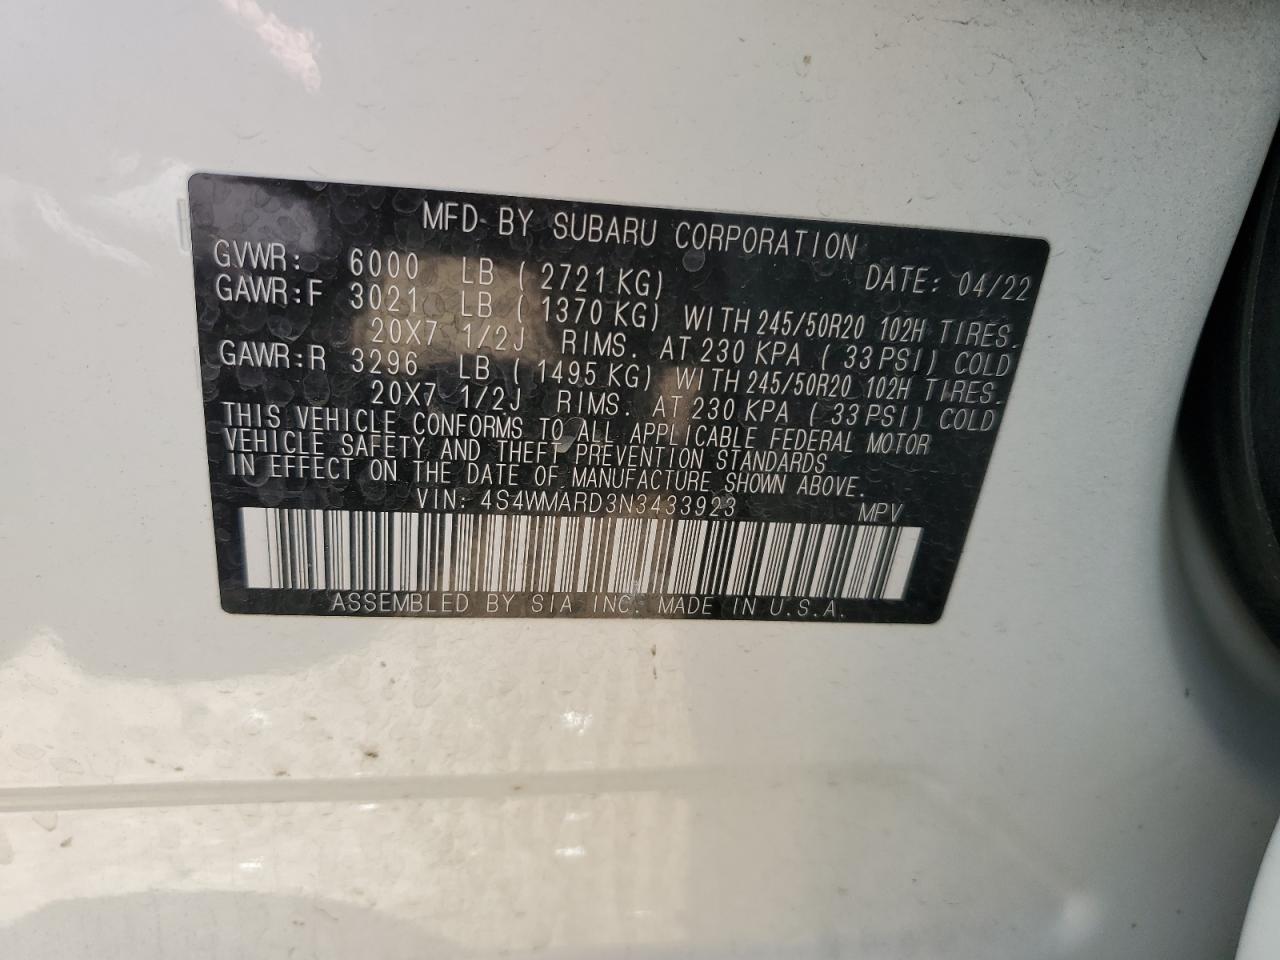 MFD BY SUBARU CORPORATION
GVWR: 6000 LB ( 2721 KG) DATE: 04/22
GAWR:F 3021 LB ( 1370 KG) WITH 245/50R20 102H TIRES.
20X7 1/2J RIMS. AT 230 KPA ( 33 PSI) COLD
GAWR:R 3296 LB ( 1495 KG) WITH 245/50R20 102H TIRES.
20X7 1/2J RIMS. AT 230 KPA ( 33 PSI) COLD
THIS VEHICLE CONFORMS TO ALL APPLICABLE FEDERAL MOTOR
VEHICLE SAFETY AND THEFT PREVENTION STANDARDS
IN EFFECT ON THE DATE OF MANUFACTURE SHOWN ABOVE.
VIN: 4S4WMARD3N3433923 MPV
ASSEMBLED BY SIA INC. MADE IN U.S.A.